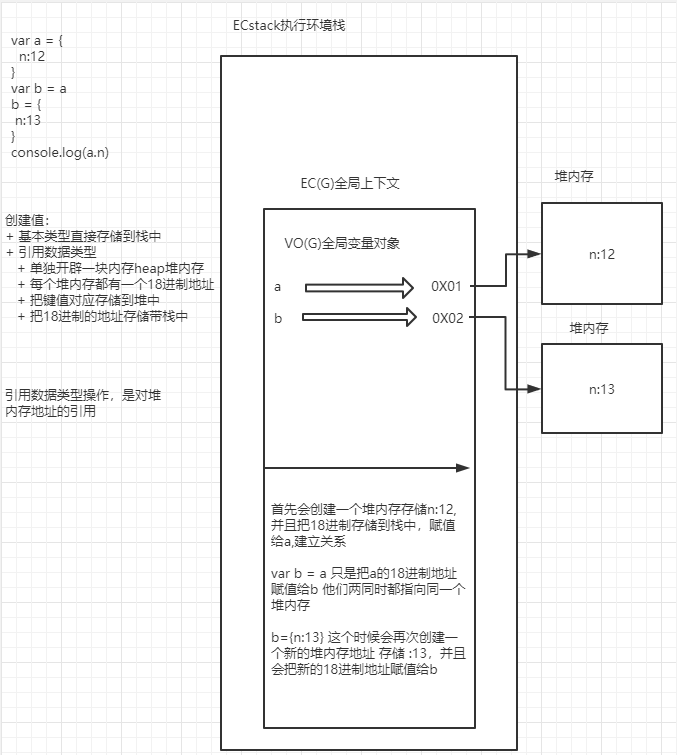 var a = {
n:12
}
var b = a
b = {
n:13
}
console.log(a.n)
创建值：
+ 基本类型直接存储到栈中
+ 引用数据类型
+ 单独开辟一块内存heap堆内存
+ 每个堆内存都有一个18进制地址
+ 把键值对应存储到堆中
+ 把18进制的地址存储带栈中
引用数据类型操作，是对堆
内存地址的引用
ECstack执行环境栈
EC(G)全局上下文
VO(G)全局变量对象
a 0X01
b 0X02
首先会创建一个堆内存存储n:12,
并且把18进制存储到栈中，赋值
给a,建立关系
var b = a 只是把a的18进制地址
赋值给b 他们两同时都指向同一个
堆内存
b={n:13} 这个时候会再次创建一
个新的堆内存地址 存储 :13，并且
会把新的18进制地址赋值给b
堆内存
n:12
堆内存
n:13